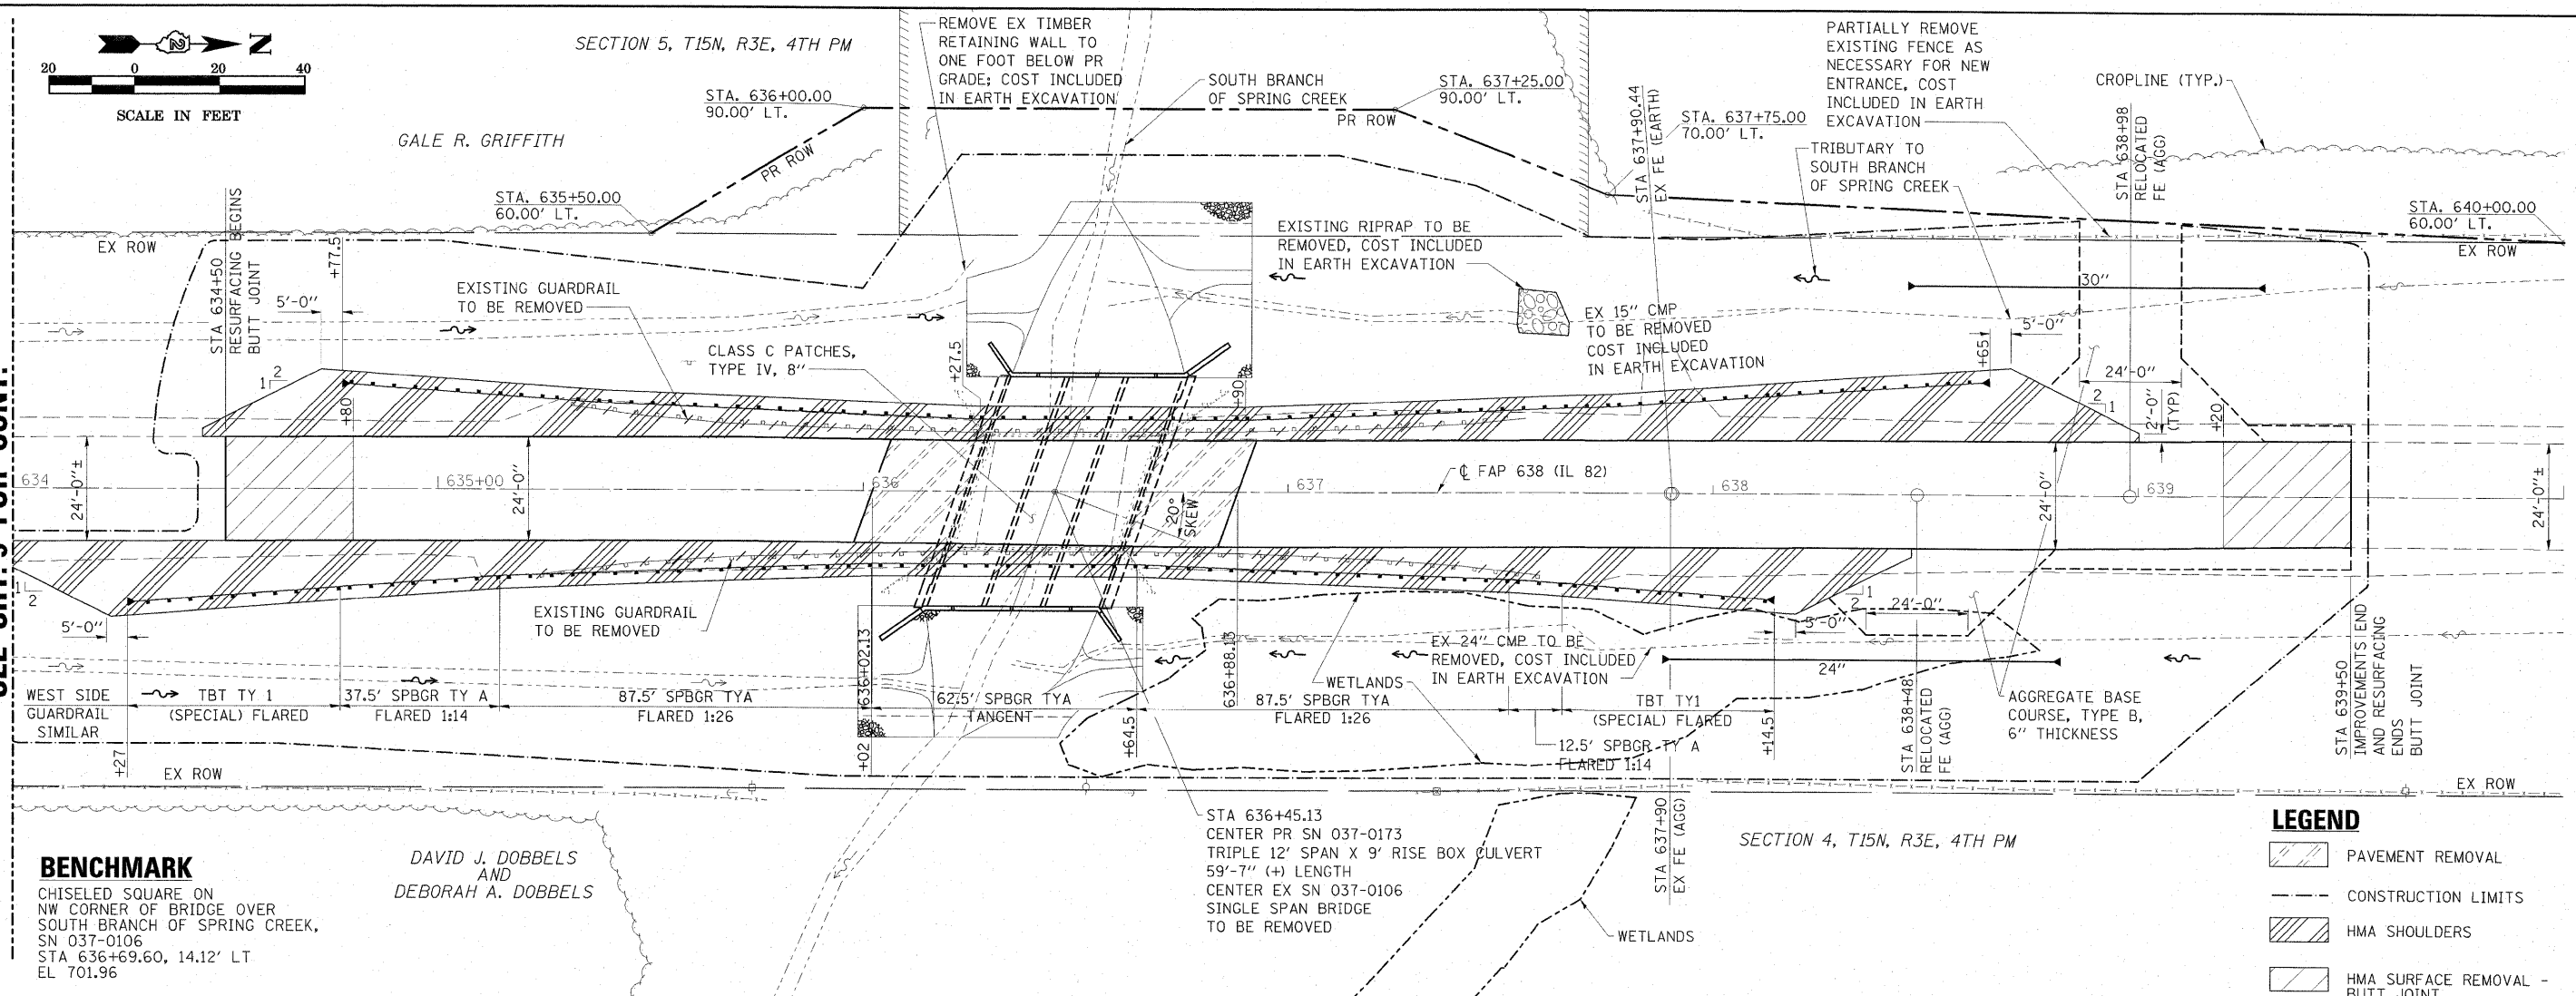 N
20 0 20 40
SCALE IN FEET
SECTION 5, T15N, R3E, 4TH PM
GALE R. GRIFFITH
REMOVE EX TIMBER
RETAINING WALL TO
ONE FOOT BELOW PR
GRADE; COST INCLUDED
IN EARTH EXCAVATION
SOUTH BRANCH
OF SPRING CREEK
STA. 636+00.00
90.00' LT.
STA. 637+25.00
90.00' LT.
PR ROW
PR ROW
STA. 635+50.00
60.00' LT.
STA 637+90.44
EX FE (EARTH)
STA. 637+75.00
70.00' LT.
PARTIALLY REMOVE
EXISTING FENCE AS
NECESSARY FOR NEW
ENTRANCE, COST
INCLUDED IN EARTH
EXCAVATION
TRIBUTARY TO
SOUTH BRANCH
OF SPRING CREEK
CROPLINE (TYP.)
STA 638+98
RELOCATED
FE (AGG)
STA. 640+00.00
60.00' LT.
EX ROW
EX ROW
STA 634+50
RESURFACING BEGINS
BUTT JOINT
+77.5
5'-0"
EXISTING GUARDRAIL
TO BE REMOVED
EXISTING RIPRAP TO BE
REMOVED, COST INCLUDED
IN EARTH EXCAVATION
EX 15" CMP
TO BE REMOVED
COST INCLUDED
IN EARTH EXCAVATION
30"
+65
5'-0"
24'-0"
2'-0"
(TYP)
+20
2
1
2
1
CLASS C PATCHES,
TYPE IV, 8"
+27.5
+90
+80
634
24'-0"±
635+00
24'-0"
636
637
℄ FAP 638 (IL 82)
638
639
24'-0"
24'-0"±
20°
SKEW
1
2
5'-0"
EXISTING GUARDRAIL
TO BE REMOVED
1
2
24'-0"
5'-0"
EX 24" CMP TO BE
REMOVED, COST INCLUDED
IN EARTH EXCAVATION
24"
WETLANDS
WEST SIDE
GUARDRAIL
SIMILAR
TBT TY 1
(SPECIAL) FLARED
37.5' SPBGR TY A
FLARED 1:14
87.5' SPBGR TYA
FLARED 1:26
636+02.13
62.5' SPBGR TYA
TANGENT
636+88.13
87.5' SPBGR TYA
FLARED 1:26
TBT TY1
(SPECIAL) FLARED
12.5' SPBGR TY A
FLARED 1:14
+27
+02
+64.5
+14.5
STA 638+48
RELOCATED
FE (AGG)
AGGREGATE BASE
COURSE, TYPE B,
6" THICKNESS
STA 639+50
IMPROVEMENTS END
AND RESURFACING
ENDS
BUTT JOINT
EX ROW
EX ROW
STA 636+45.13
CENTER PR SN 037-0173
TRIPLE 12' SPAN X 9' RISE BOX CULVERT
59'-7" (+) LENGTH
CENTER EX SN 037-0106
SINGLE SPAN BRIDGE
TO BE REMOVED
STA 637+90
EX FE (AGG)
SECTION 4, T15N, R3E, 4TH PM
WETLANDS
BENCHMARK
CHISELED SQUARE ON
NW CORNER OF BRIDGE OVER
SOUTH BRANCH OF SPRING CREEK,
SN 037-0106
STA 636+69.60, 14.12' LT
EL 701.96
DAVID J. DOBBELS
AND
DEBORAH A. DOBBELS
LEGEND
PAVEMENT REMOVAL
CONSTRUCTION LIMITS
HMA SHOULDERS
HMA SURFACE REMOVAL -
BUTT JOINT